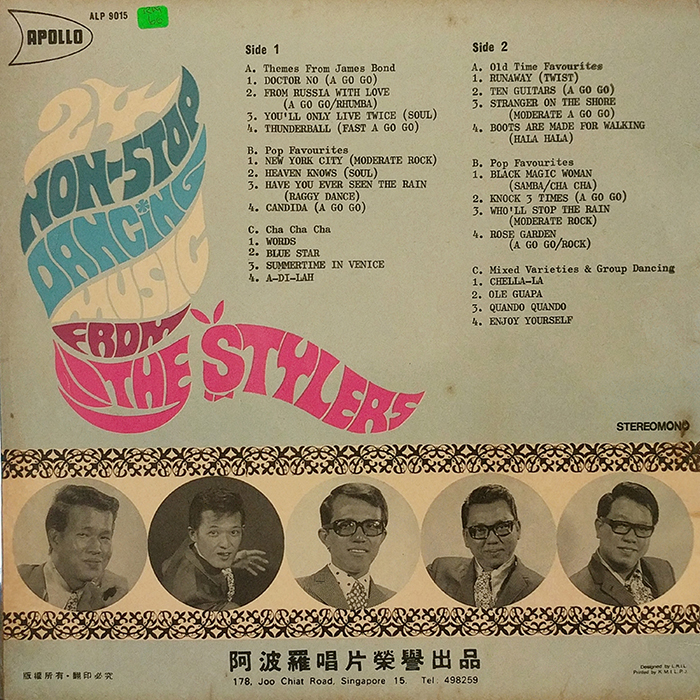 APOLLO
ALP 9015
24
NON-STOP
DANCING
MUSIC
FROM
THE STYLERS
Side 1
A. Themes From James Bond
1. DOCTOR NO (A GO GO)
2. FROM RUSSIA WITH LOVE
(A GO GO/RHUMBA)
3. YOU'LL ONLY LIVE TWICE (SOUL)
4. THUNDERBALL (FAST A GO GO)
B. Pop Favourites
1. NEW YORK CITY (MODERATE ROCK)
2. HEAVEN KNOWS (SOUL)
3. HAVE YOU EVER SEEN THE RAIN
(RAGGY DANCE)
4. CANDIDA (A GO GO)
C. Cha Cha Cha
1. WORDS
2. BLUE STAR
3. SUMMERTIME IN VENICE
4. A-DI-LAH
Side 2
A. Old Time Favourites
1. RUNAWAY (TWIST)
2. TEN GUITARS (A GO GO)
3. STRANGER ON THE SHORE
(MODERATE A GO GO)
4. BOOTS ARE MADE FOR WALKING
(HALA HALA)
B. Pop Favourites
1. BLACK MAGIC WOMAN
(SAMBA/CHA CHA)
2. KNOCK 3 TIMES (A GO GO)
3. WHO'LL STOP THE RAIN
(MODERATE ROCK)
4. ROSE GARDEN
(A GO GO/ROCK)
C. Mixed Varieties & Group Dancing
1. CHELLA-LA
2. OLE GUAPA
3. QUANDO QUANDO
4. ENJOY YOURSELF
STEREOMONO
阿波羅唱片榮譽出品
版權所有·翻印必究
178, Joo Chiat Road, Singapore 15. Tel: 498259
Designed by
Printed by